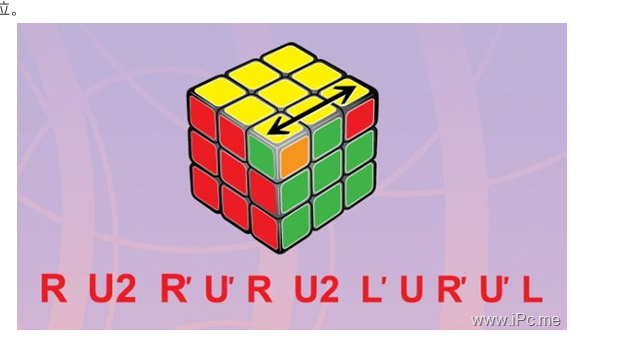 位。
R U2 R' U' R U2 L' U R' U' L
www.iPc.me